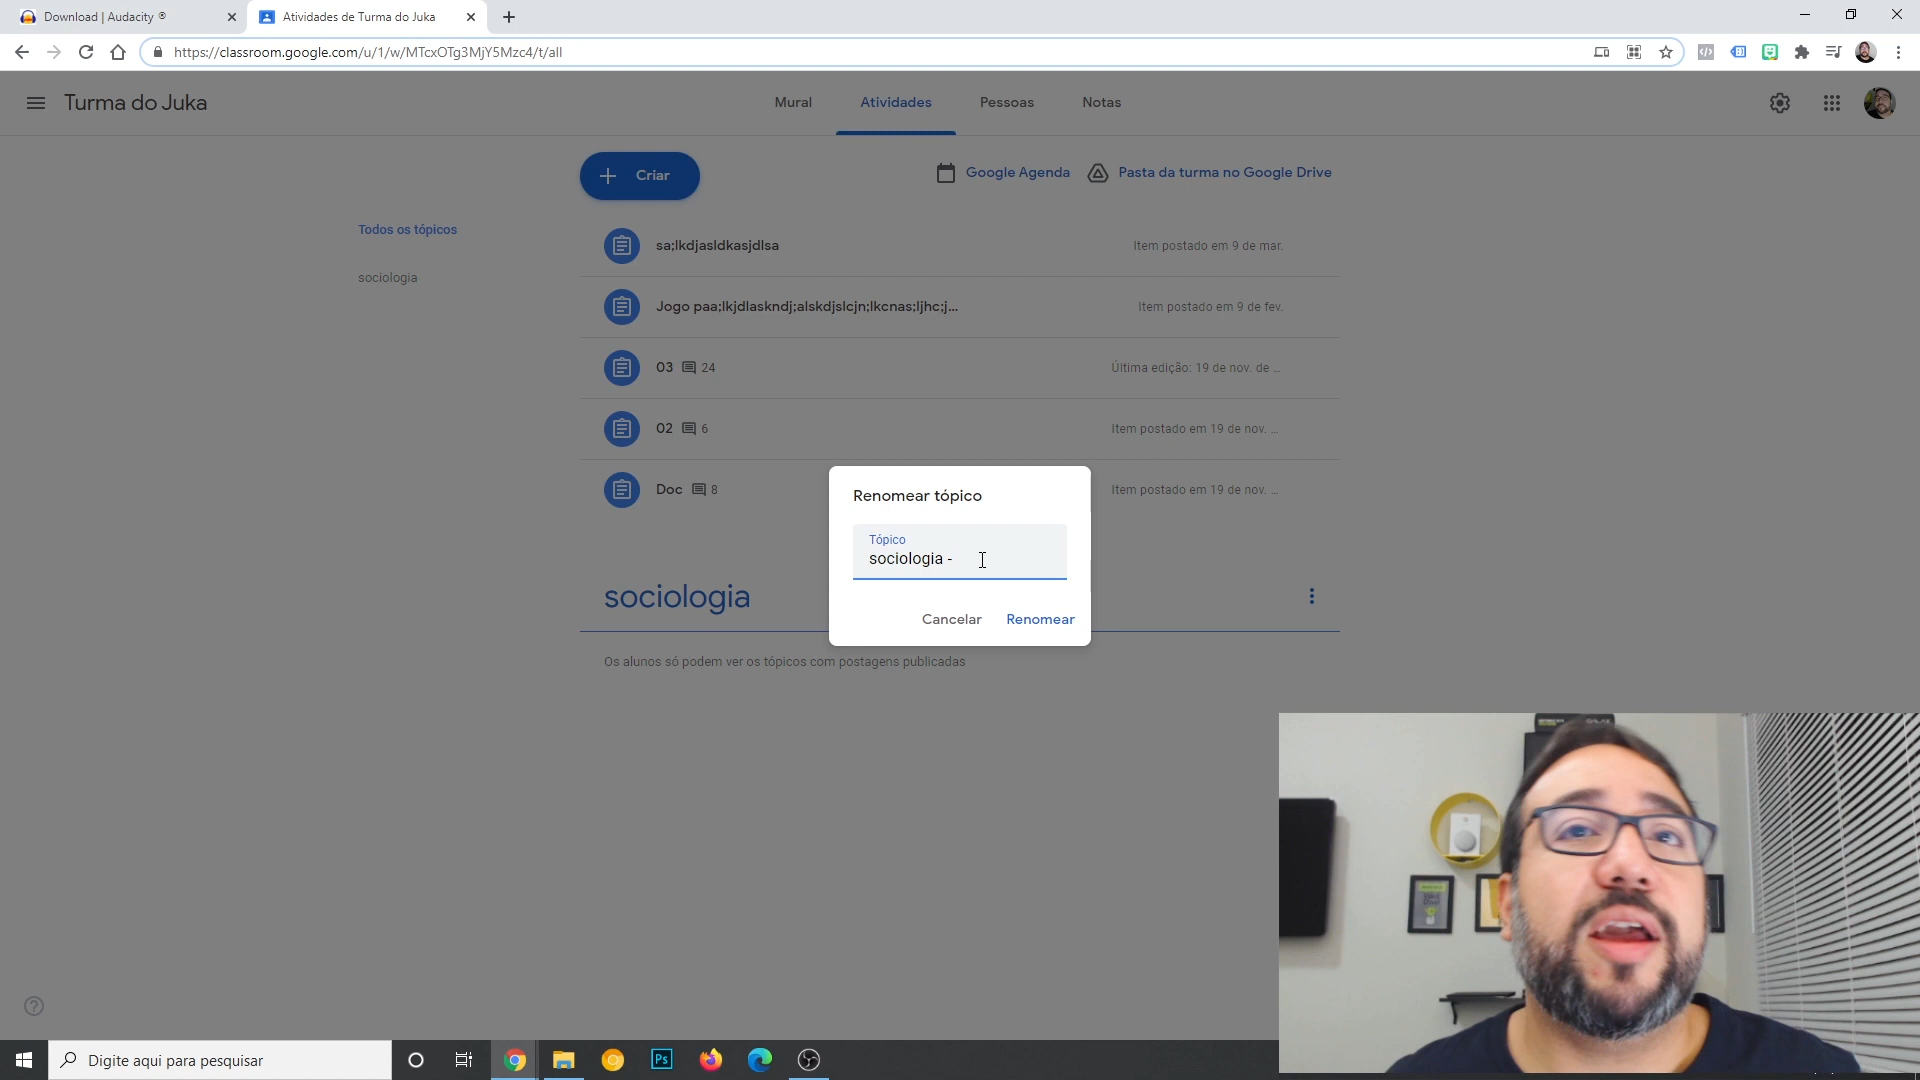 Download | Audacity ®
Atividades de Turma do Juka
https://classroom.google.com/u/1/w/MTcxOTg3MjY5Mzc4/t/all
Turma do Juka
Mural
Atividades
Pessoas
Notas
Criar
Google Agenda
Pasta da turma no Google Drive
Todos os tópicos
sociologia
sa;lkdjasldkasjdlsa
Item postado em 9 de mar.
Jogo paa;lkjdlaskndj;alskdjslcjn;lkcnas;ljhc;j...
Item postado em 9 de fev.
03 24
Última edição: 19 de nov. de ...
02 6
Item postado em 19 de nov. ...
Doc 8
Item postado em 19 de nov. ...
Renomear tópico
Tópico
sociologia -
Cancelar
Renomear
sociologia
Os alunos só podem ver os tópicos com postagens publicadas
Digite aqui para pesquisar
Ps